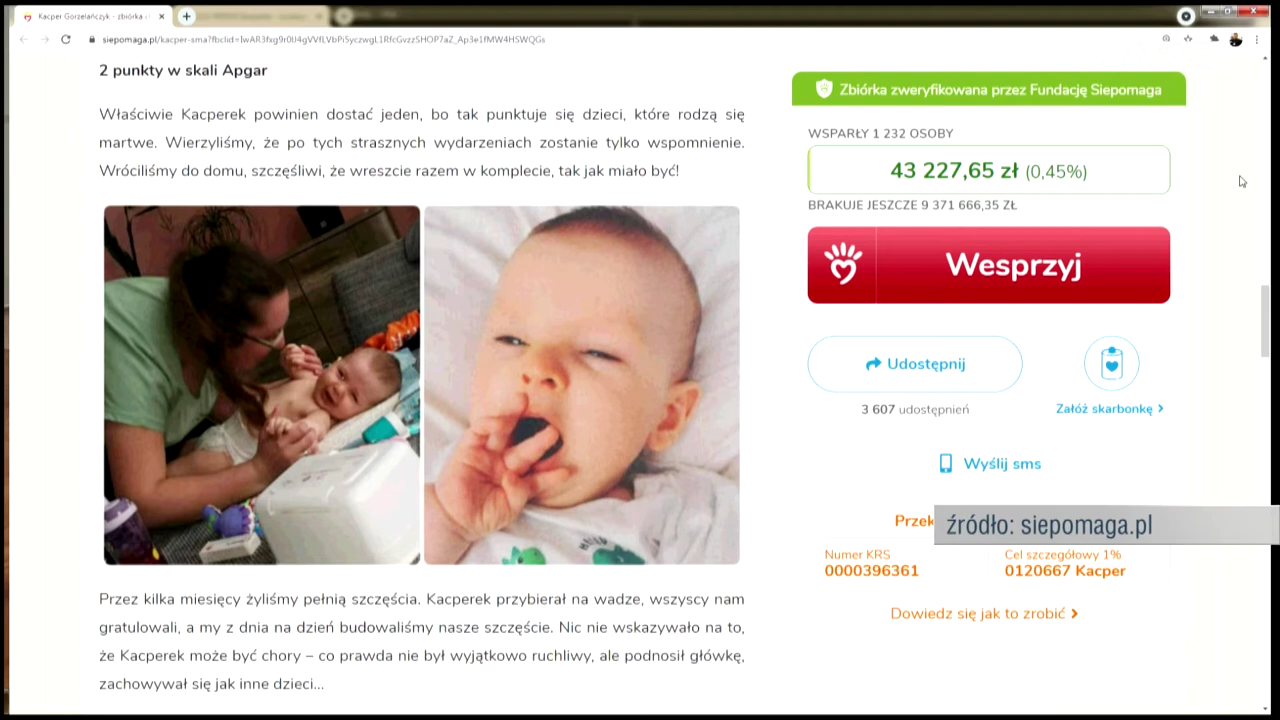 Kacper Gorzelańczyk - zbiórka
siepomaga.pl/kacper-sma?fbclid=
2 punkty w skali Apgar
Właściwie Kacperek powinien dostać jeden, bo tak punktuje się dzieci, które rodzą się
martwe. Wierzyliśmy, że po tych strasznych wydarzeniach zostanie tylko wspomnienie.
Wróciliśmy do domu, szczęśliwi, że wreszcie razem w komplecie, tak jak miało być!
Przez kilka miesięcy żyliśmy pełnią szczęścia. Kacperek przybierał na wadze, wszyscy nam
gratulowali, a my z dnia na dzień budowaliśmy nasze szczęście. Nic nie wskazywało na to,
że Kacperek może być chory – co prawda nie był wyjątkowo ruchliwy, ale podnosił główkę,
zachowywał się jak inne dzieci...
Zbiórka zweryfikowana przez Fundację Siepomaga
WSPARŁY 1 232 OSOBY
43 227,65 zł (0,45%)
BRAKUJE JESZCZE 9 371 666,35 ZŁ
Wesprzyj
Udostępnij
3 607 udostępnień
Załóż skarbonkę
Wyślij sms
źródło: siepomaga.pl
Numer KRS
0000396361
Cel szczegółowy 1%
0120667 Kacper
Dowiedz się jak to zrobić